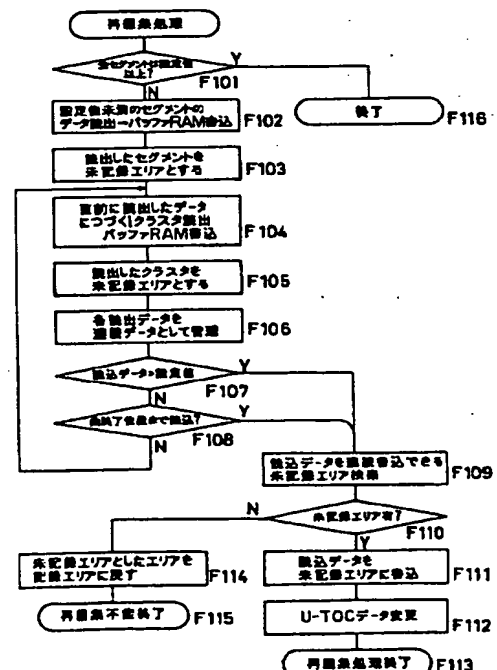 再編集処理
全セグメントは設定値
以上?
Y
F101
N
設定値未満のセグメントの
データ読出→バッファRAM書込
F102
終了
F116
読出したセグメントを
未記録エリアとする
F103
直前に読出したデータ
につづく1クラスタ読出
バッファRAM書込
F104
読出したクラスタを
未記録エリアとする
F105
各読出データを
連続データとして管理
F106
読込データ>設定値
Y
F107
N
Y
F108
N
読込データを連続書込できる
未記録エリア検索
F109
N
未記録エリア有?
F110
Y
未記録エリアとしたエリアを
記録エリアに戻す
F114
読込データを
未記録エリアに書込
F111
再編集不能終了
F115
U-TOCデータ変更
F112
再編集処理終了
F113